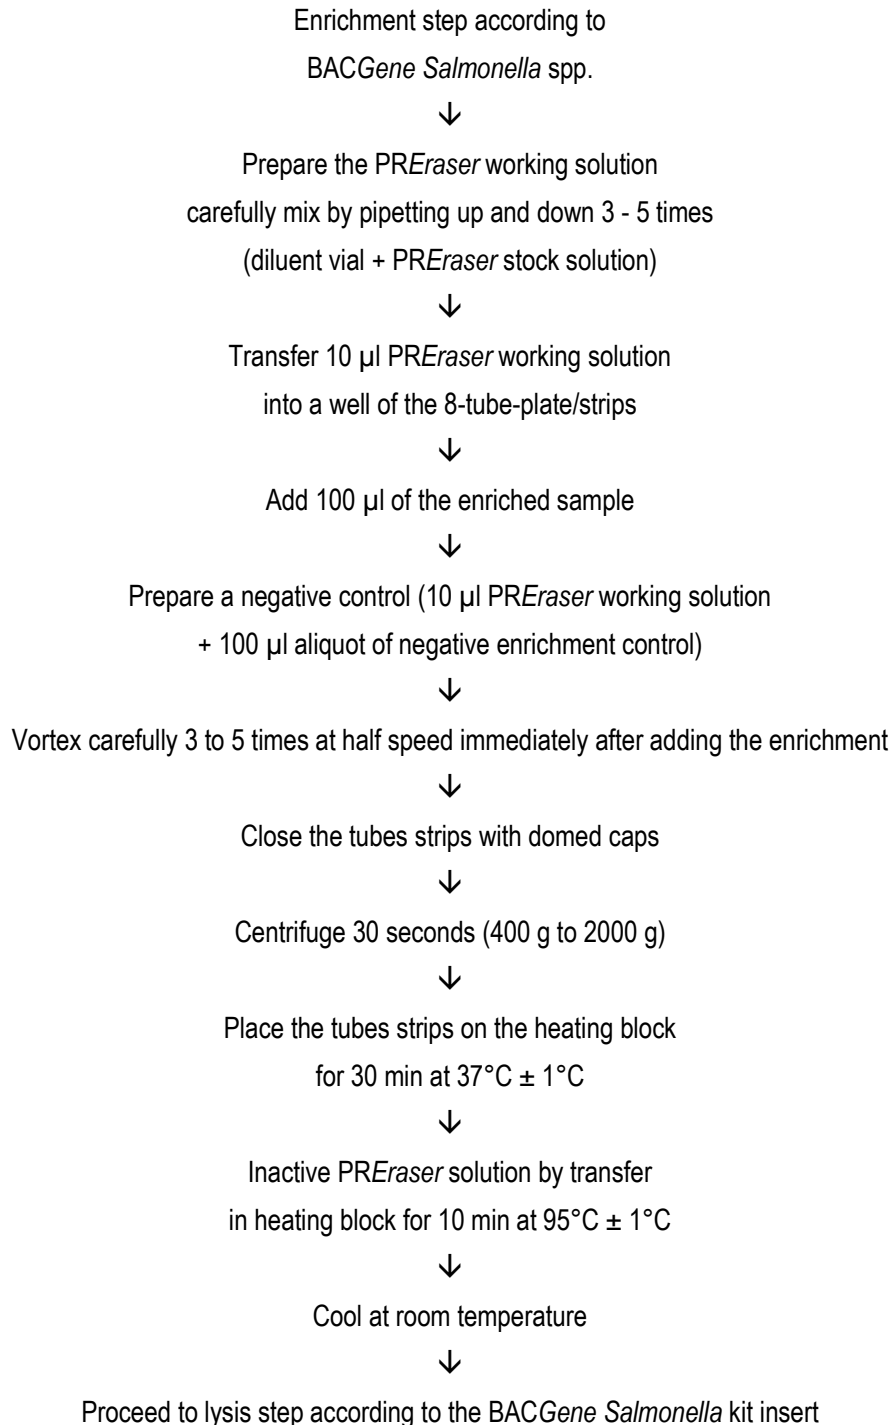 Enrichment step according to
BACGene Salmonella spp.
↓
Prepare the PREraser working solution
carefully mix by pipetting up and down 3 - 5 times
(diluent vial + PREraser stock solution)
↓
Transfer 10 µl PREraser working solution
into a well of the 8-tube-plate/strips
↓
Add 100 µl of the enriched sample
↓
Prepare a negative control (10 µl PREraser working solution
+ 100 µl aliquot of negative enrichment control)
↓
Vortex carefully 3 to 5 times at half speed immediately after adding the enrichment
↓
Close the tubes strips with domed caps
↓
Centrifuge 30 seconds (400 g to 2000 g)
↓
Place the tubes strips on the heating block
for 30 min at 37°C ± 1°C
↓
Inactive PREraser solution by transfer
in heating block for 10 min at 95°C ± 1°C
↓
Cool at room temperature
↓
Proceed to lysis step according to the BACGene Salmonella kit insert